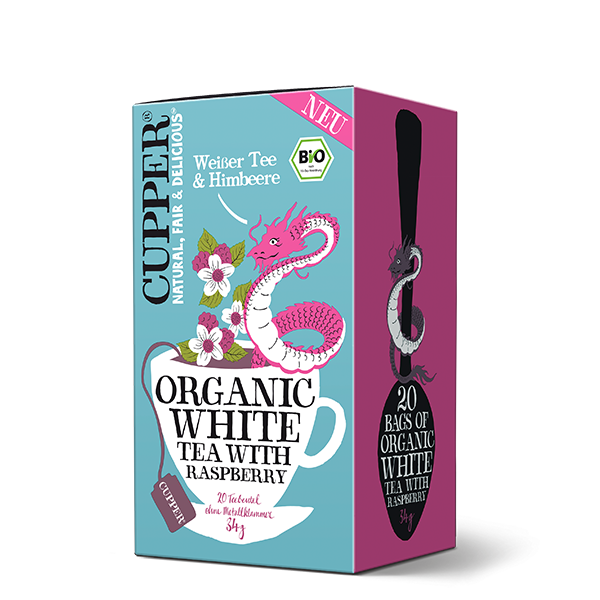 CUPPER®
NATURAL, FAIR & DELICIOUS®
NEU
Weißer Tee
& Himbeere
BIO
ORGANIC
WHITE
TEA WITH
RASPBERRY
20 Teebeutel
ohne Metallklammer
34g
CUPPER®
20
BAGS OF
ORGANIC
WHITE
TEA WITH
RASPBERRY
34g